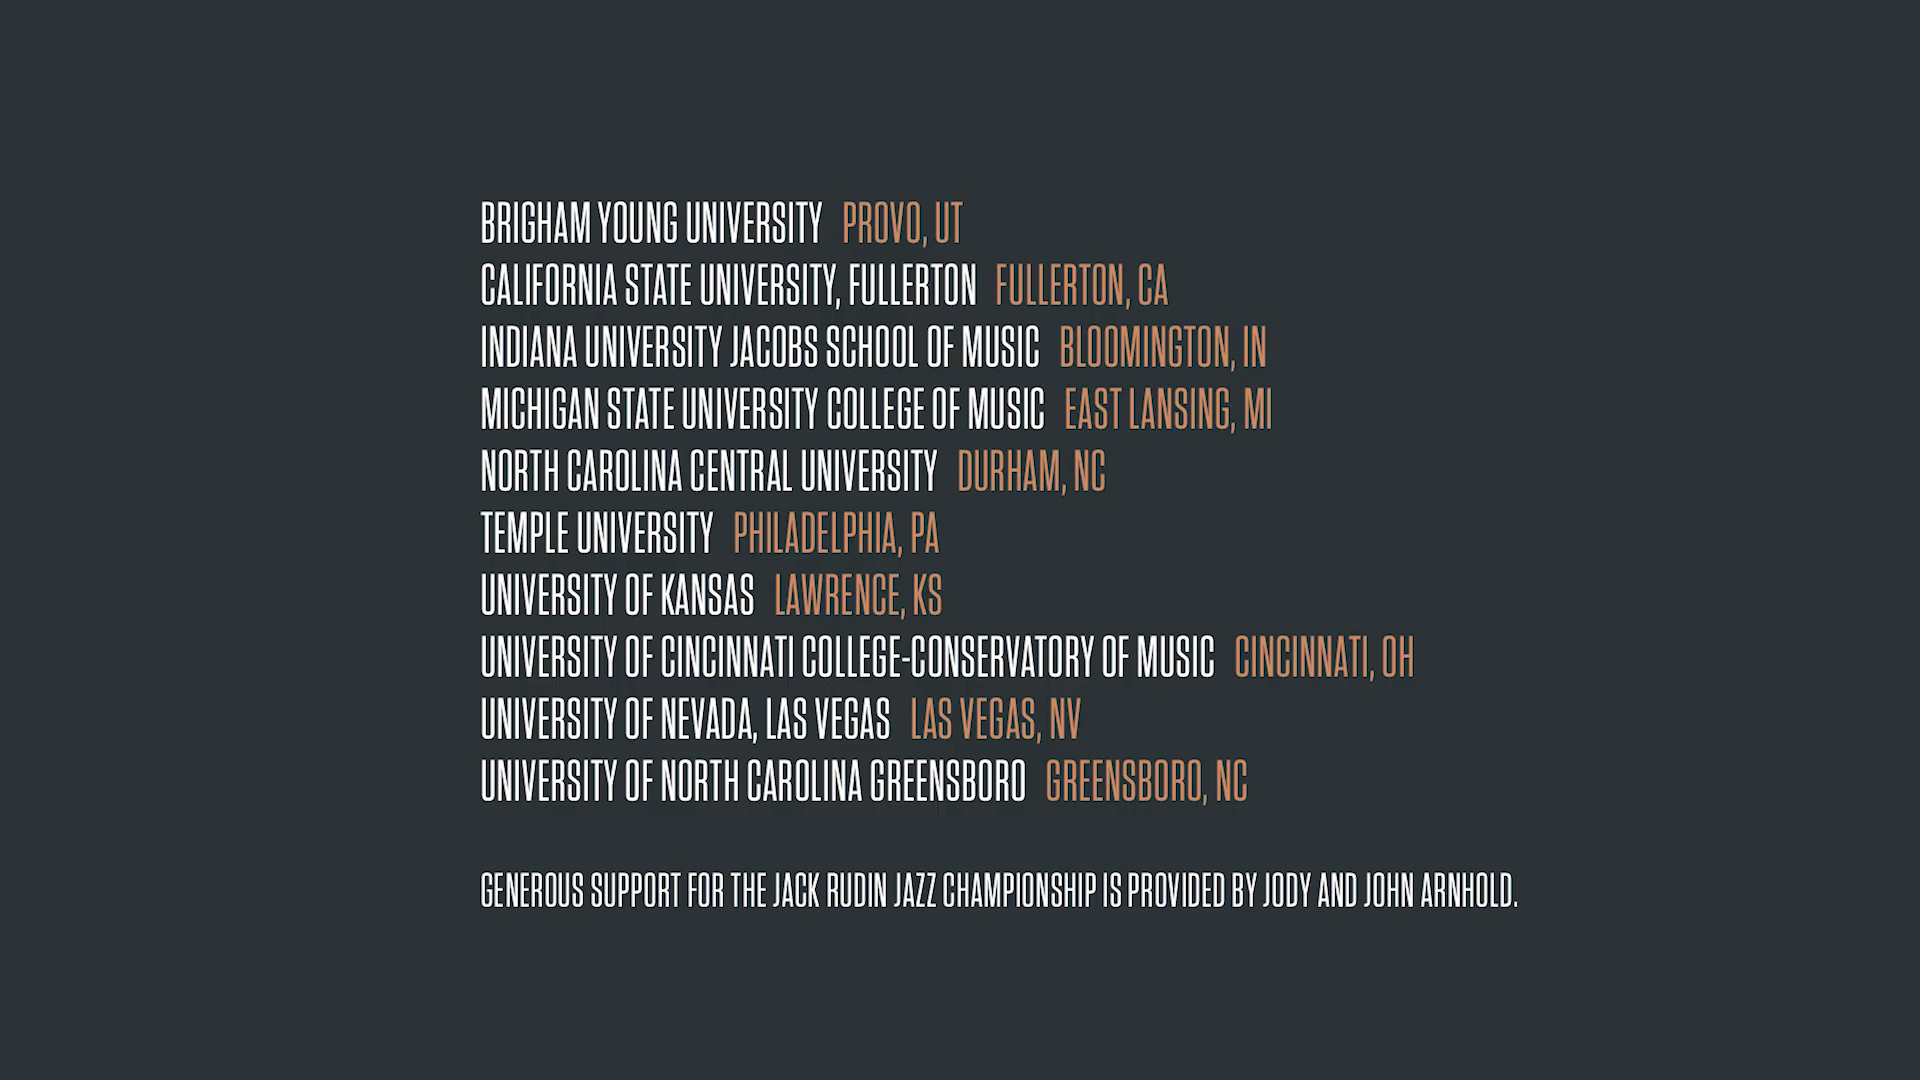 BRIGHAM YOUNG UNIVERSITY PROVO, UT
CALIFORNIA STATE UNIVERSITY, FULLERTON FULLERTON, CA
INDIANA UNIVERSITY JACOBS SCHOOL OF MUSIC BLOOMINGTON, IN
MICHIGAN STATE UNIVERSITY COLLEGE OF MUSIC EAST LANSING, MI
NORTH CAROLINA CENTRAL UNIVERSITY DURHAM, NC
TEMPLE UNIVERSITY PHILADELPHIA, PA
UNIVERSITY OF KANSAS LAWRENCE, KS
UNIVERSITY OF CINCINNATI COLLEGE-CONSERVATORY OF MUSIC CINCINNATI, OH
UNIVERSITY OF NEVADA, LAS VEGAS LAS VEGAS, NV
UNIVERSITY OF NORTH CAROLINA GREENSBORO GREENSBORO, NC
GENEROUS SUPPORT FOR THE JACK RUDIN JAZZ CHAMPIONSHIP IS PROVIDED BY JODY AND JOHN ARNHOLD.